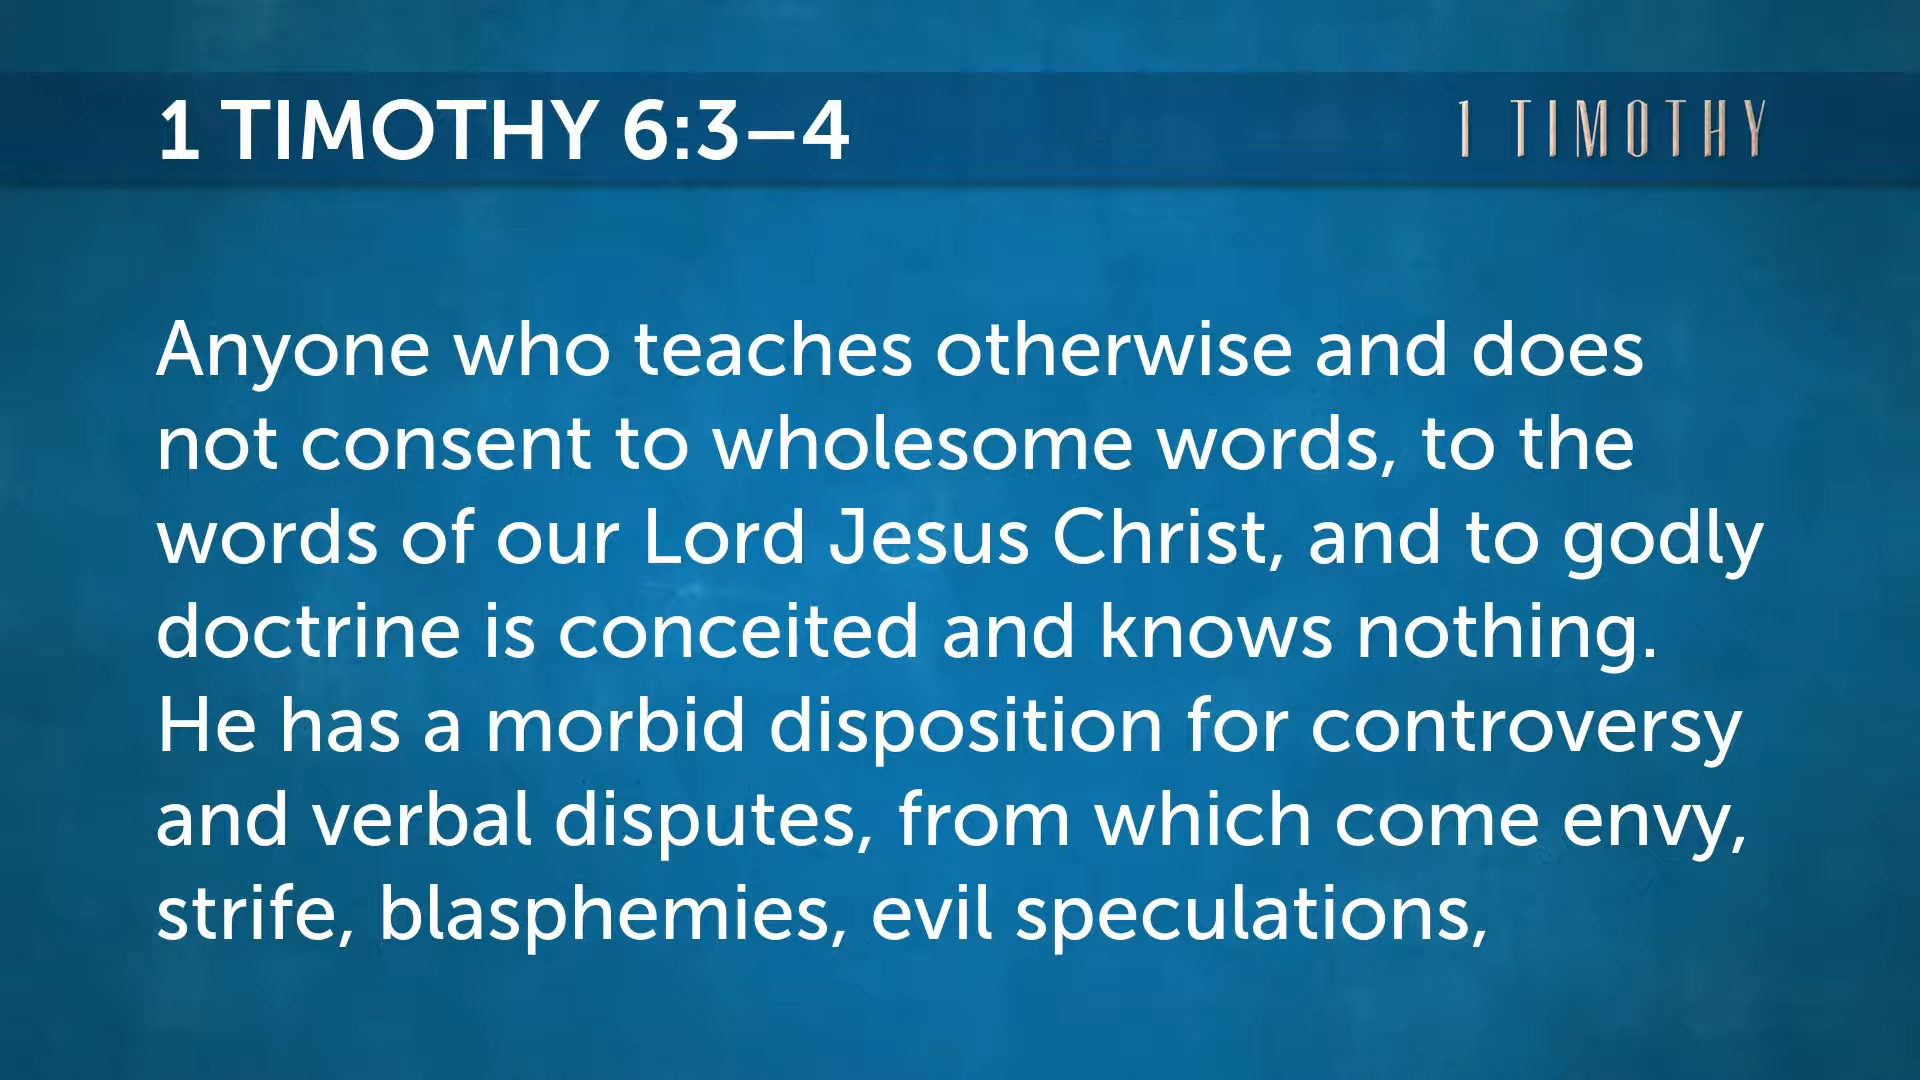 1 TIMOTHY 6:3–4
1 TIMOTHY
Anyone who teaches otherwise and does
not consent to wholesome words, to the
words of our Lord Jesus Christ, and to godly
doctrine is conceited and knows nothing.
He has a morbid disposition for controversy
and verbal disputes, from which come envy,
strife, blasphemies, evil speculations,